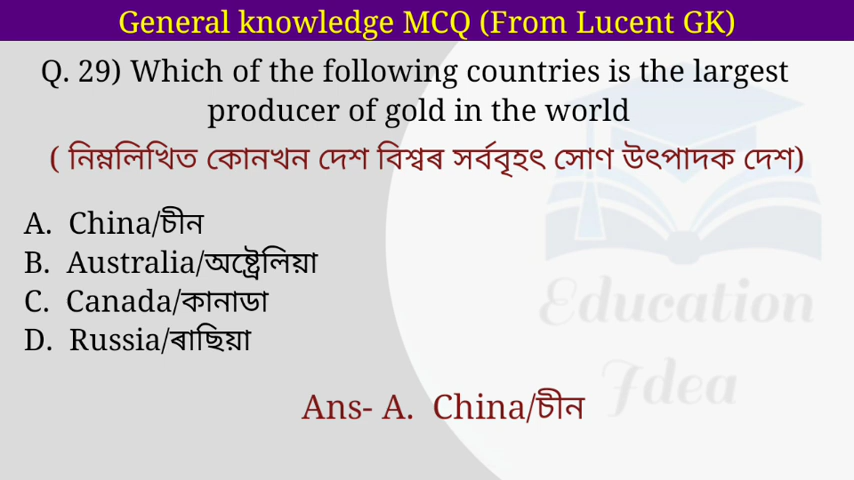 General knowledge MCQ (From Lucent GK)
Q. 29) Which of the following countries is the largest
producer of gold in the world
( নিম্নলিখিত কোনখন দেশ বিশ্বৰ সৰ্ববৃহৎ সোণ উৎপাদক দেশ)
A. China/চীন
B. Australia/অষ্ট্ৰেলিয়া
C. Canada/কানাডা
D. Russia/ৰাছিয়া
Ans- A. China/চীন
Education
Idea